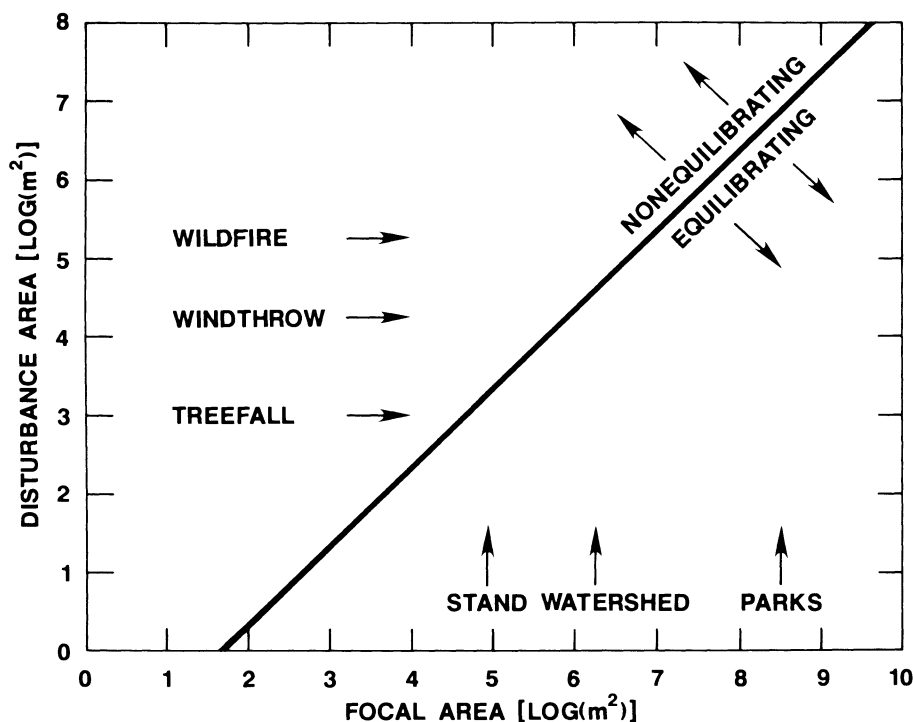 DISTURBANCE AREA [LOG(m²)]
8
7
6
5
4
3
2
1
0
NONEQUILIBRATING
EQUILIBRATING
WILDFIRE
WINDTHROW
TREEFALL
STAND WATERSHED PARKS
0 1 2 3 4 5 6 7 8 9 10
FOCAL AREA [LOG(m²)]